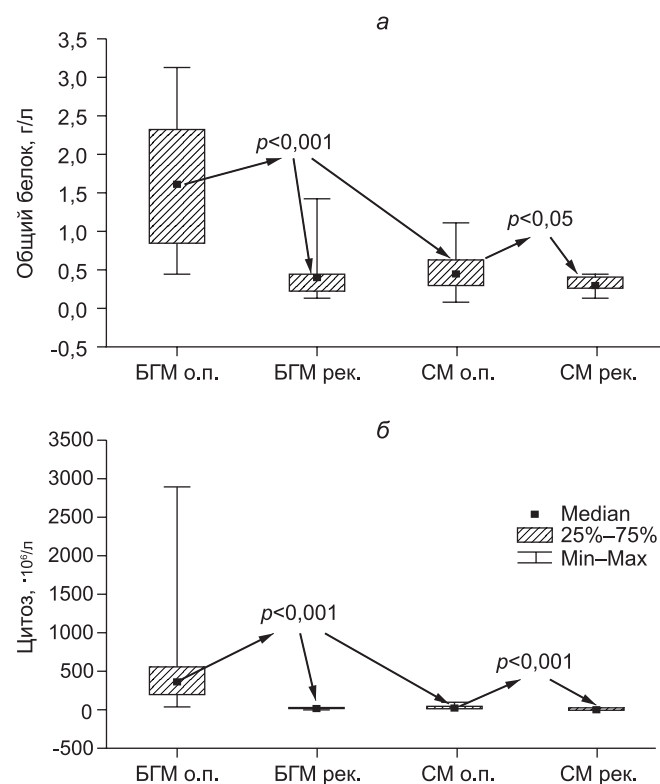 а
Общий белок, г/л
3,5
3,0
2,5
2,0
1,5
1,0
0,5
0,0
-0,5
p<0,001
p<0,05
БГМ о.п.
БГМ рек.
СМ о.п.
СМ рек.
б
Цитоз, ·10⁶/л
3500
3000
2500
2000
1500
1000
500
0
-500
p<0,001
p<0,001
Median
25%–75%
Min–Max
БГМ о.п.
БГМ рек.
СМ о.п.
СМ рек.